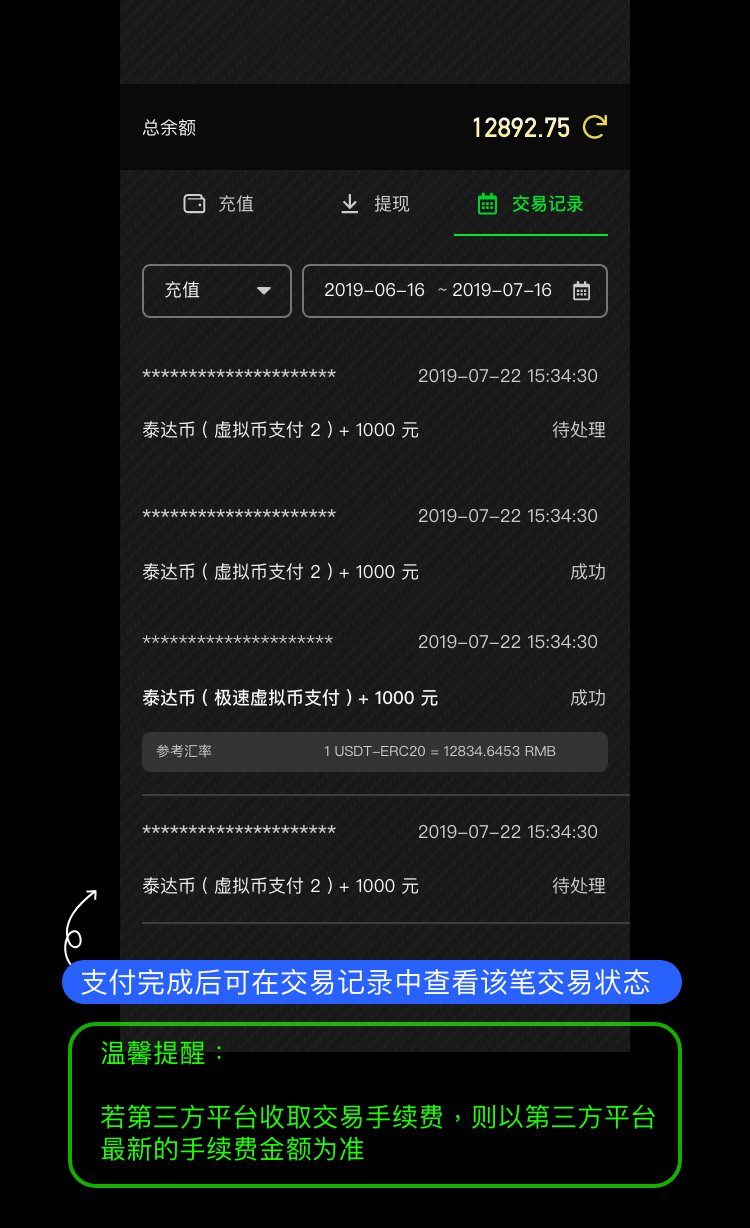 总余额 12892.75
充值 提现 交易记录
充值 2019-06-16 ~ 2019-07-16
********************* 2019-07-22 15:34:30
泰达币 ( 虚拟币支付 2 ) + 1000 元 待处理
********************* 2019-07-22 15:34:30
泰达币 ( 虚拟币支付 2 ) + 1000 元 成功
********************* 2019-07-22 15:34:30
泰达币 ( 极速虚拟币支付 ) + 1000 元 成功
参考汇率 1 USDT-ERC20 = 12834.6453 RMB
********************* 2019-07-22 15:34:30
泰达币 ( 虚拟币支付 2 ) + 1000 元 待处理
支付完成后可在交易记录中查看该笔交易状态
温馨提醒：
若第三方平台收取交易手续费，则以第三方平台
最新的手续费金额为准